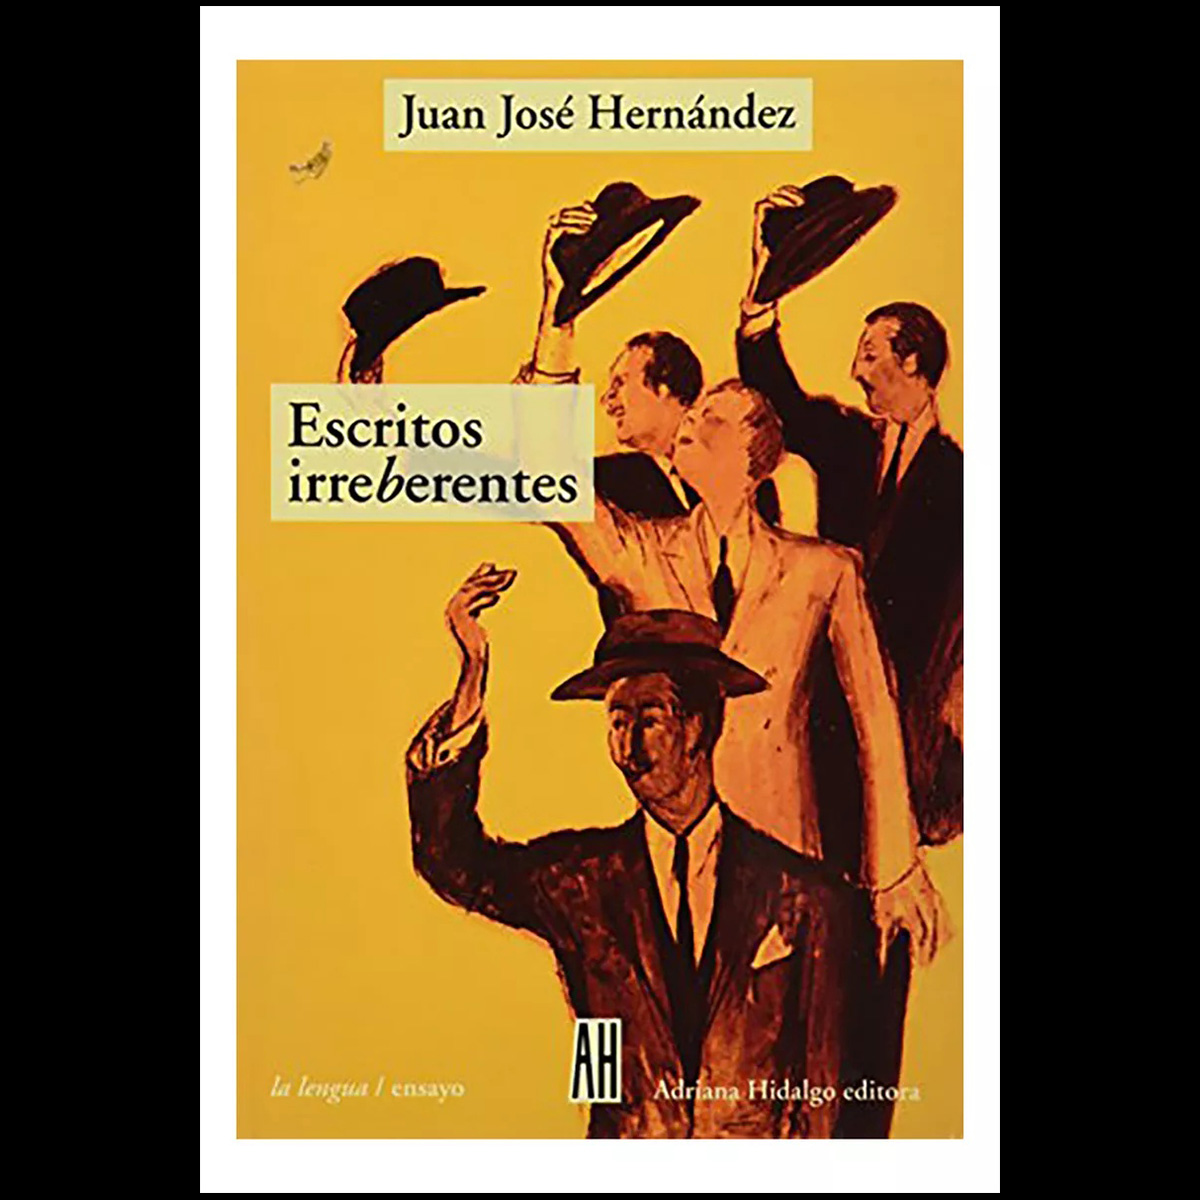 Juan José Hernández
Escritos
irreberentes
AH
la lengua / ensayo
Adriana Hidalgo editora